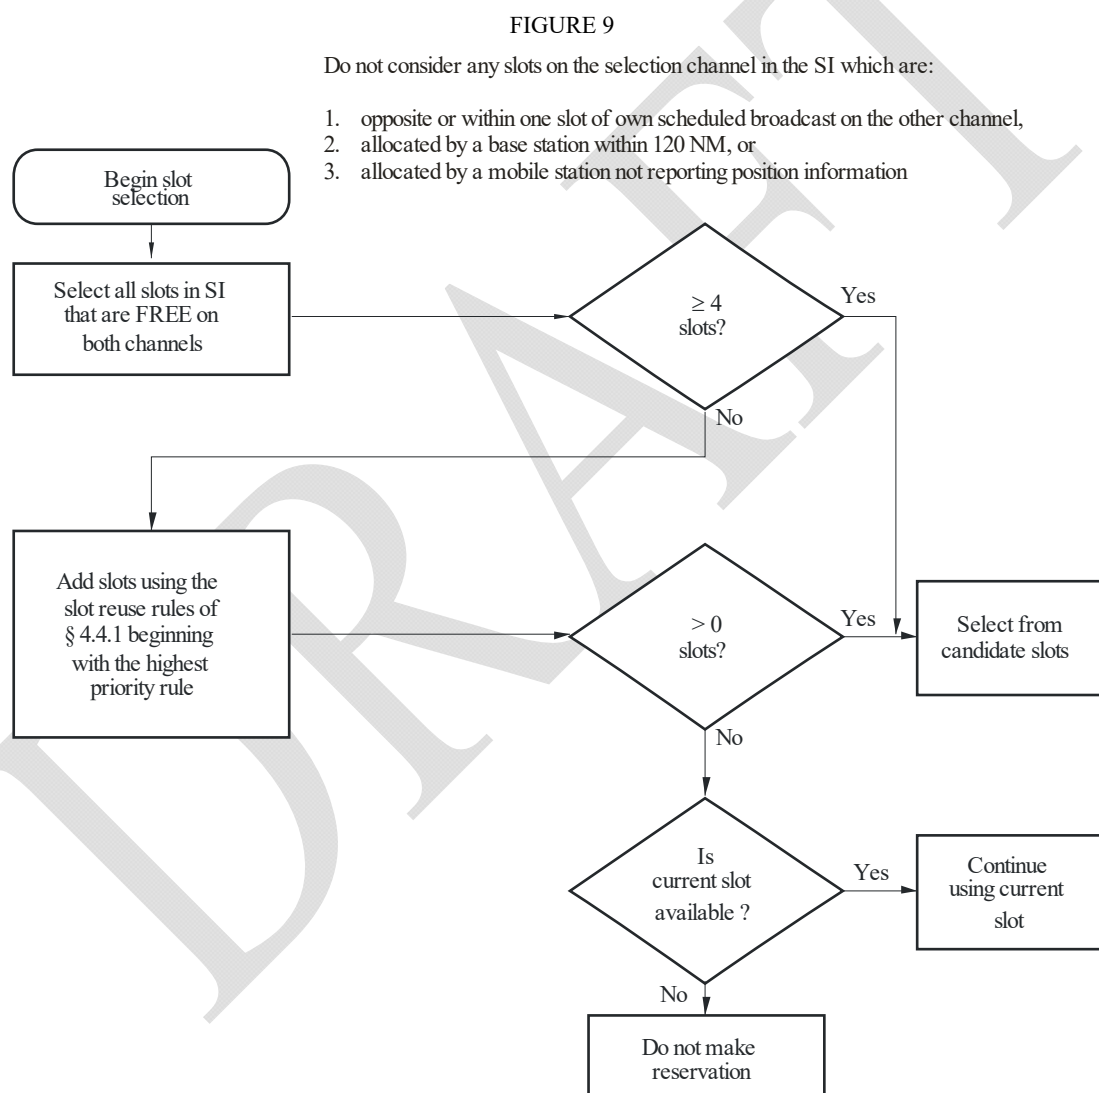 FIGURE 9
Do not consider any slots on the selection channel in the SI which are:
1. opposite or within one slot of own scheduled broadcast on the other channel,
2. allocated by a base station within 120 NM, or
3. allocated by a mobile station not reporting position information
Begin slot
selection
Select all slots in SI
that are FREE on
both channels
≥ 4
slots?
Yes
No
Add slots using the
slot reuse rules of
§ 4.4.1 beginning
with the highest
priority rule
> 0
slots?
Yes
No
Select from
candidate slots
Is
current slot
available ?
Yes
No
Continue
using current
slot
Do not make
reservation
DRAFT